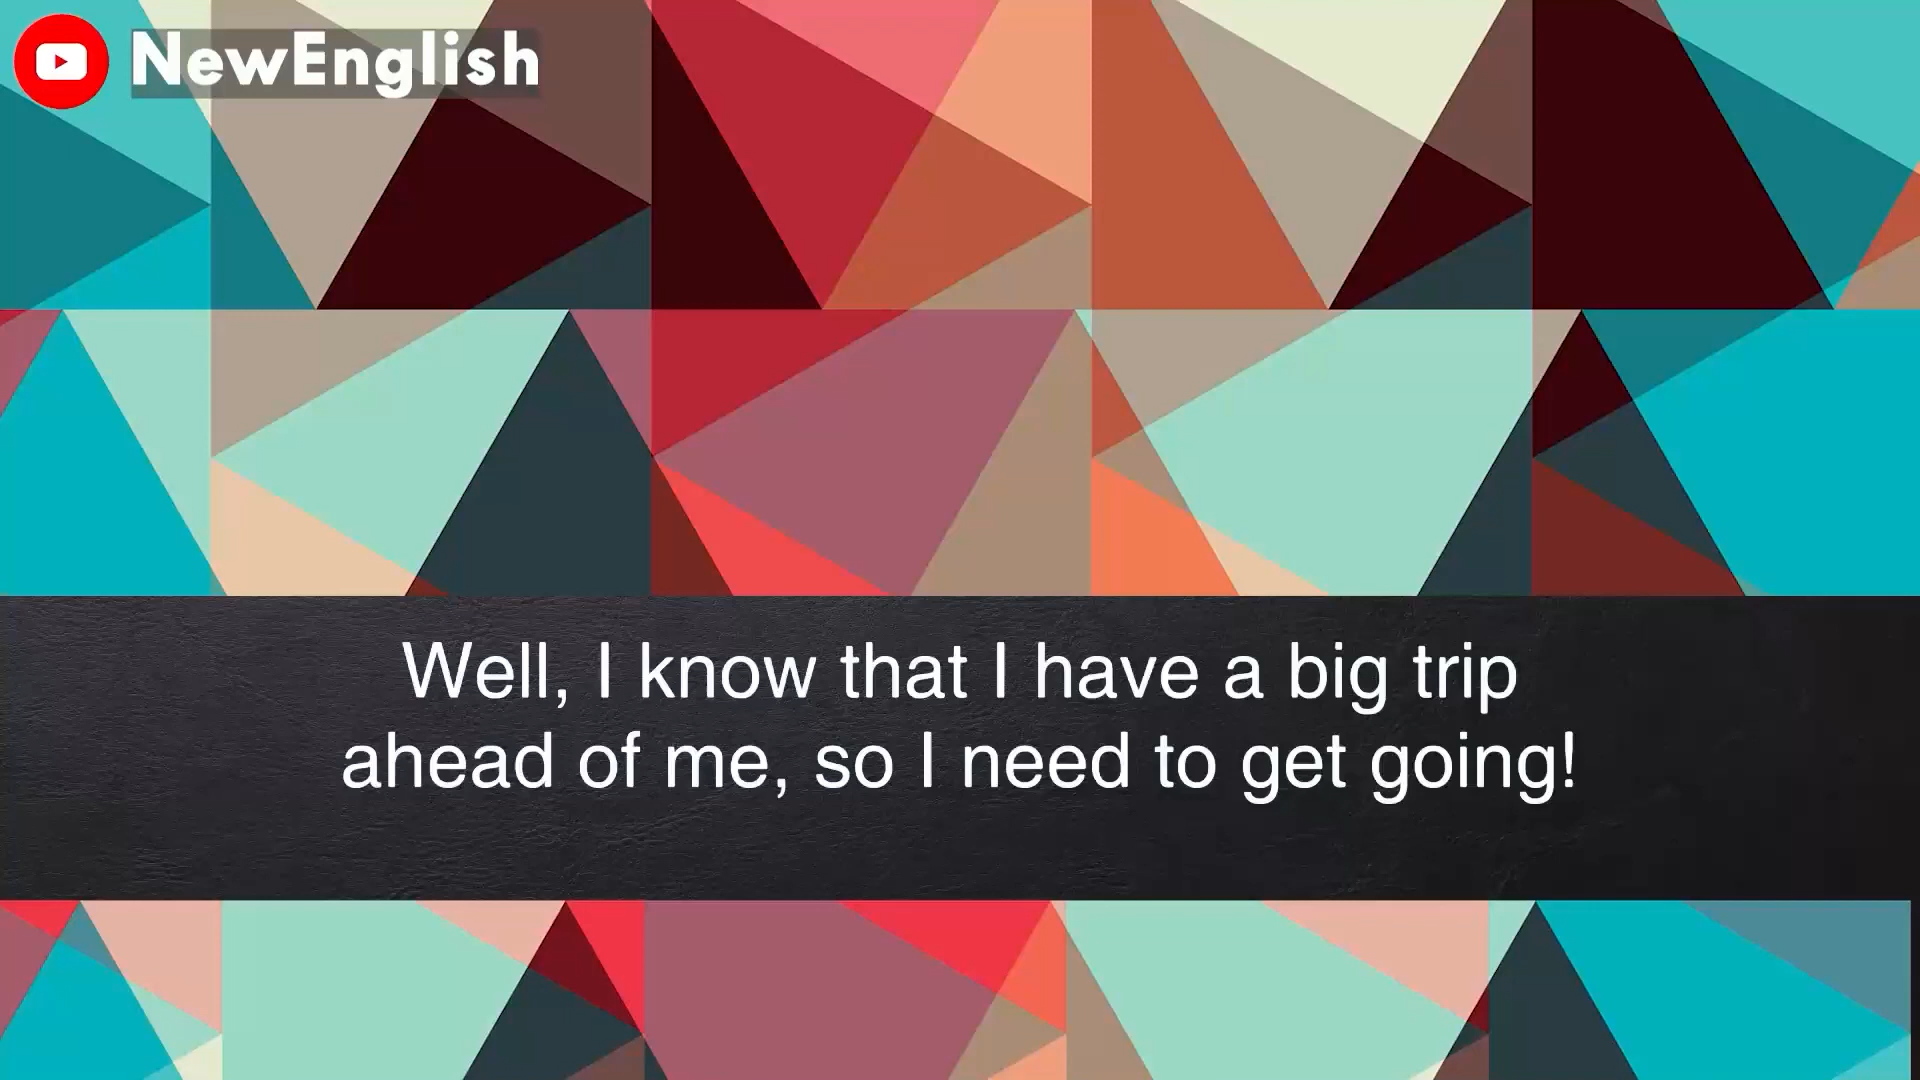 NewEnglish
Well, I know that I have a big trip
ahead of me, so I need to get going!